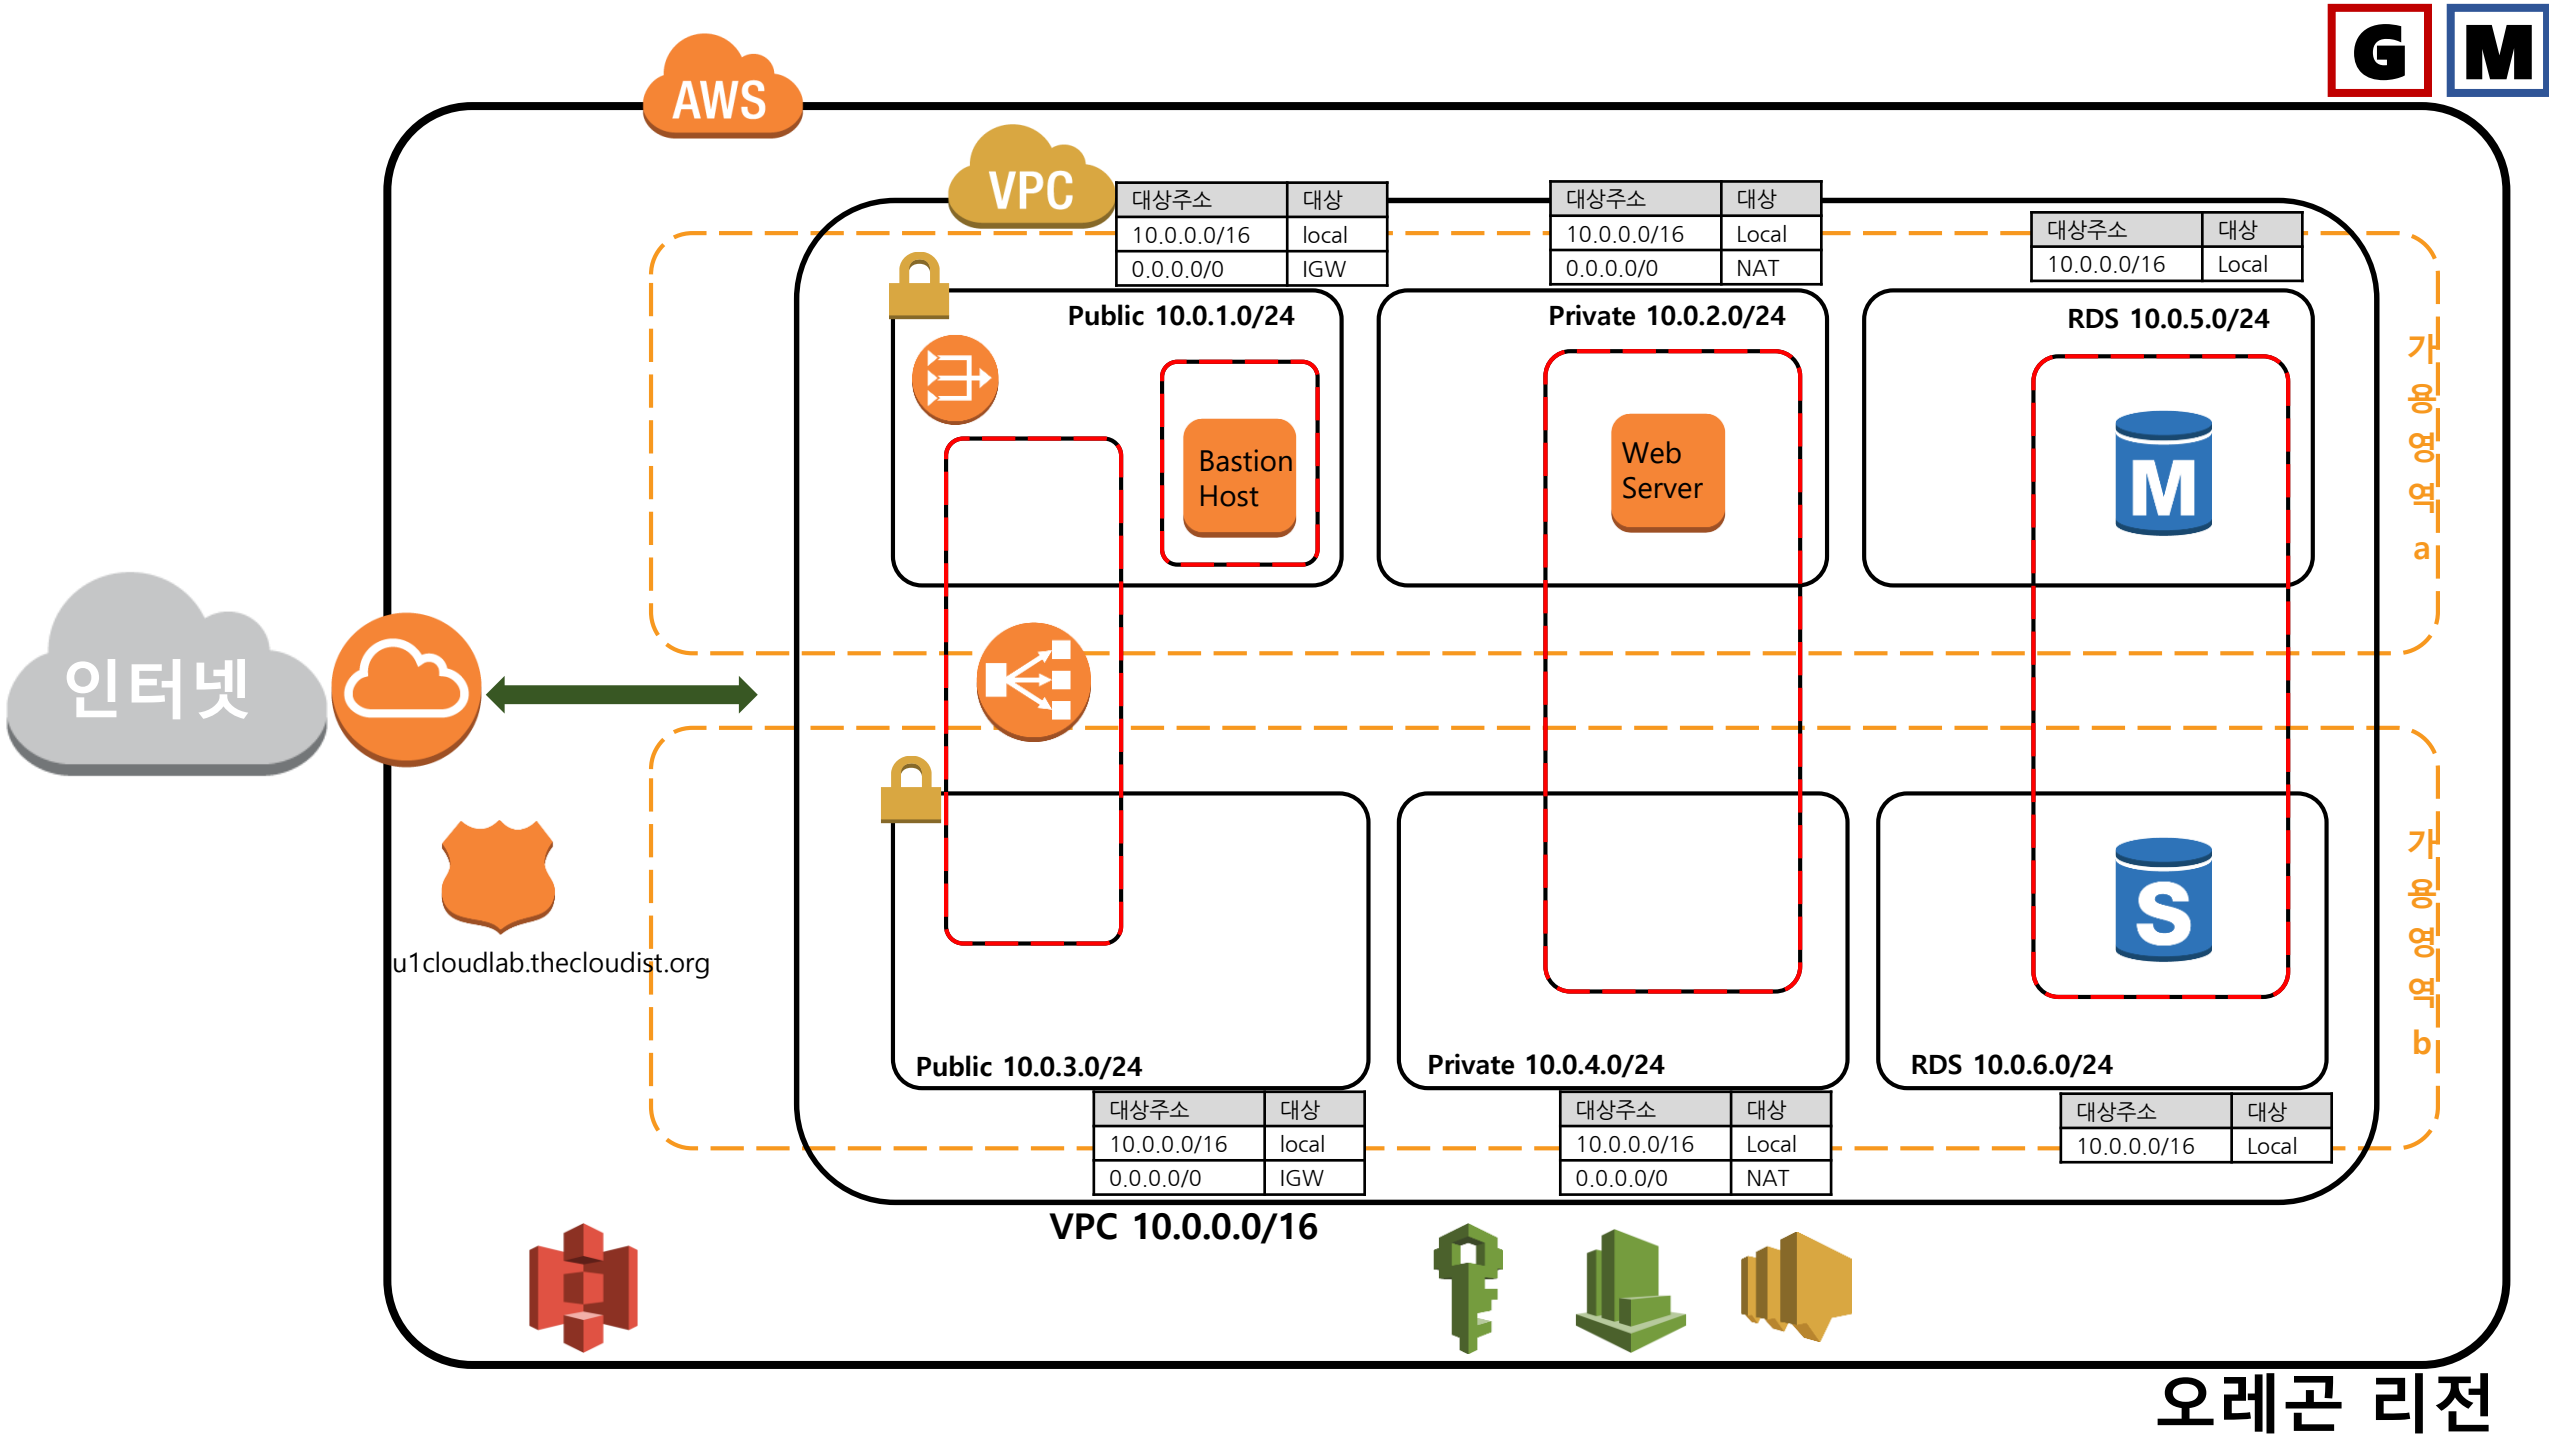 G M
AWS
VPC
대상주소 대상
10.0.0.0/16 local
0.0.0.0/0 IGW
대상주소 대상
10.0.0.0/16 Local
0.0.0.0/0 NAT
대상주소 대상
10.0.0.0/16 Local
Public 10.0.1.0/24
Private 10.0.2.0/24
RDS 10.0.5.0/24
Bastion
Host
Web
Server
M
가
용
영
역
a
인터넷
u1cloudlab.thecloudist.org
S
가
용
영
역
b
Public 10.0.3.0/24
Private 10.0.4.0/24
RDS 10.0.6.0/24
대상주소 대상
10.0.0.0/16 local
0.0.0.0/0 IGW
대상주소 대상
10.0.0.0/16 Local
0.0.0.0/0 NAT
대상주소 대상
10.0.0.0/16 Local
VPC 10.0.0.0/16
오레곤 리전